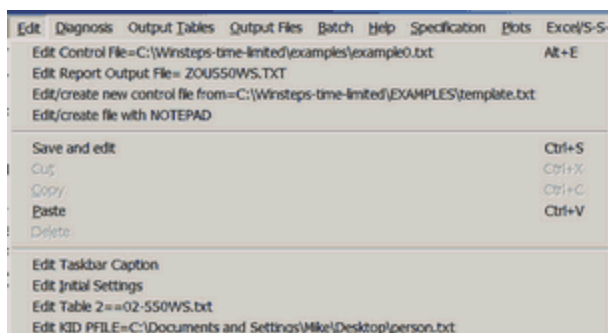 Edit Diagnosis Output Tables Output Files Batch Help Specification Plots Excel/S-S-
Edit Control File=C:\Winsteps-time-limited\examples\example0.txt Alt+E
Edit Report Output File= ZOU550WS.TXT
Edit/create new control file from=C:\Winsteps-time-limited\EXAMPLES\template.txt
Edit/create file with NOTEPAD
Save and edit Ctrl+S
Cut Ctrl+X
Copy Ctrl+C
Paste Ctrl+V
Delete
Edit Taskbar Caption
Edit Initial Settings
Edit Table 2==02-550WS.txt
Edit KID PFILE=C:\Documents and Settings\Mike\Desktop\person.txt